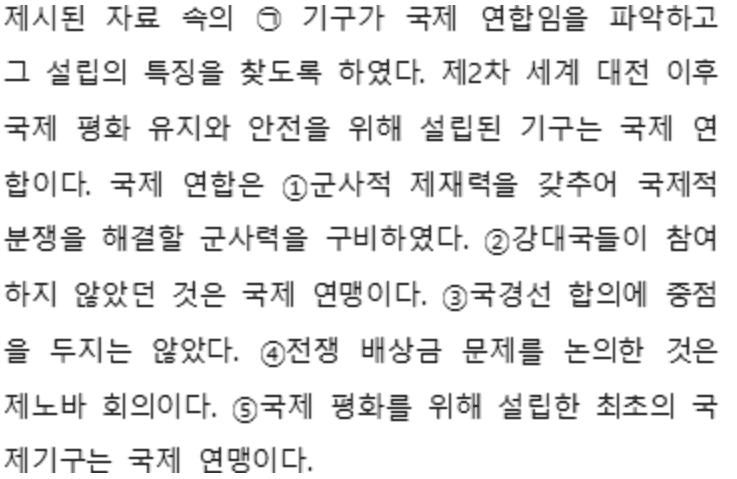 제시된 자료 속의 ㉠ 기구가 국제 연합임을 파악하고
그 설립의 특징을 찾도록 하였다. 제2차 세계 대전 이후
국제 평화 유지와 안전을 위해 설립된 기구는 국제 연
합이다. 국제 연합은 ①군사적 제재력을 갖추어 국제적
분쟁을 해결할 군사력을 구비하였다. ②강대국들이 참여
하지 않았던 것은 국제 연맹이다. ③국경선 합의에 중점
을 두지는 않았다. ④전쟁 배상금 문제를 논의한 것은
제노바 회의이다. ⑤국제 평화를 위해 설립한 최초의 국
제기구는 국제 연맹이다.